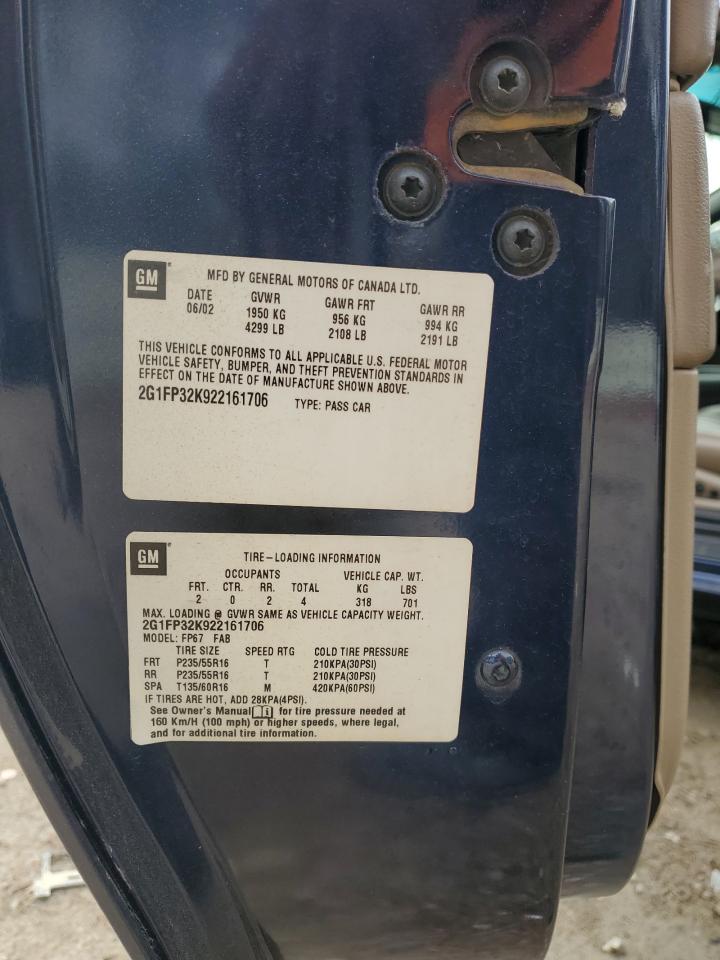 GM
MFD BY GENERAL MOTORS OF CANADA LTD.
DATE GVWR GAWR FRT GAWR RR
06/02 1950 KG 956 KG 994 KG
4299 LB 2108 LB 2191 LB
THIS VEHICLE CONFORMS TO ALL APPLICABLE U.S. FEDERAL MOTOR
VEHICLE SAFETY, BUMPER, AND THEFT PREVENTION STANDARDS IN
EFFECT ON THE DATE OF MANUFACTURE SHOWN ABOVE.
2G1FP32K922161706 TYPE: PASS CAR
GM
TIRE-LOADING INFORMATION
OCCUPANTS VEHICLE CAP. WT.
FRT. CTR. RR. TOTAL KG LBS
2 0 2 4 318 701
MAX. LOADING @ GVWR SAME AS VEHICLE CAPACITY WEIGHT.
2G1FP32K922161706
MODEL: FP67 FAB
TIRE SIZE SPEED RTG COLD TIRE PRESSURE
FRT P235/55R16 T 210KPA(30PSI)
RR P235/55R16 T 210KPA(30PSI)
SPA T135/60R16 M 420KPA(60PSI)
IF TIRES ARE HOT, ADD 28KPA(4PSI).
See Owner's Manual i for tire pressure needed at
160 Km/H (100 mph) or higher speeds, where legal,
and for additional tire information.